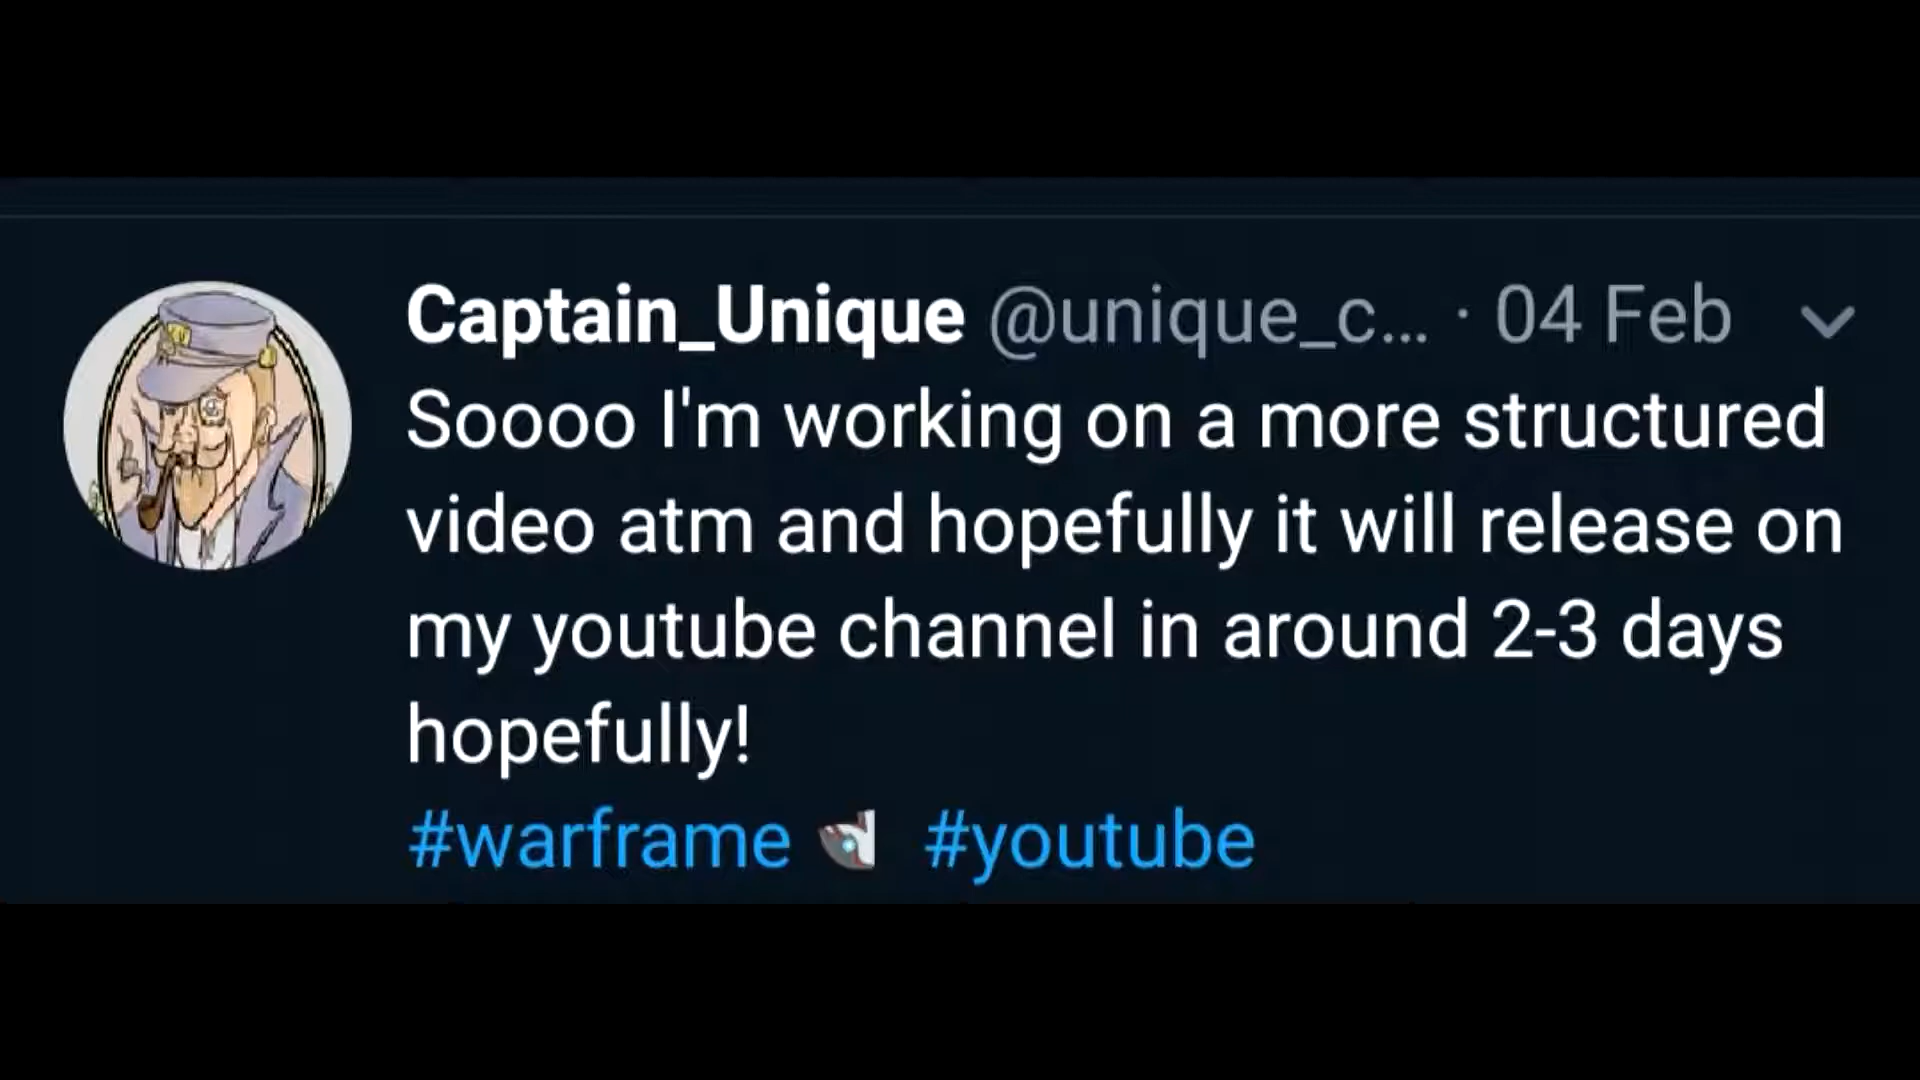 Captain_Unique @unique_c... · 04 Feb
Soooo I'm working on a more structured
video atm and hopefully it will release on
my youtube channel in around 2-3 days
hopefully!
#warframe #youtube